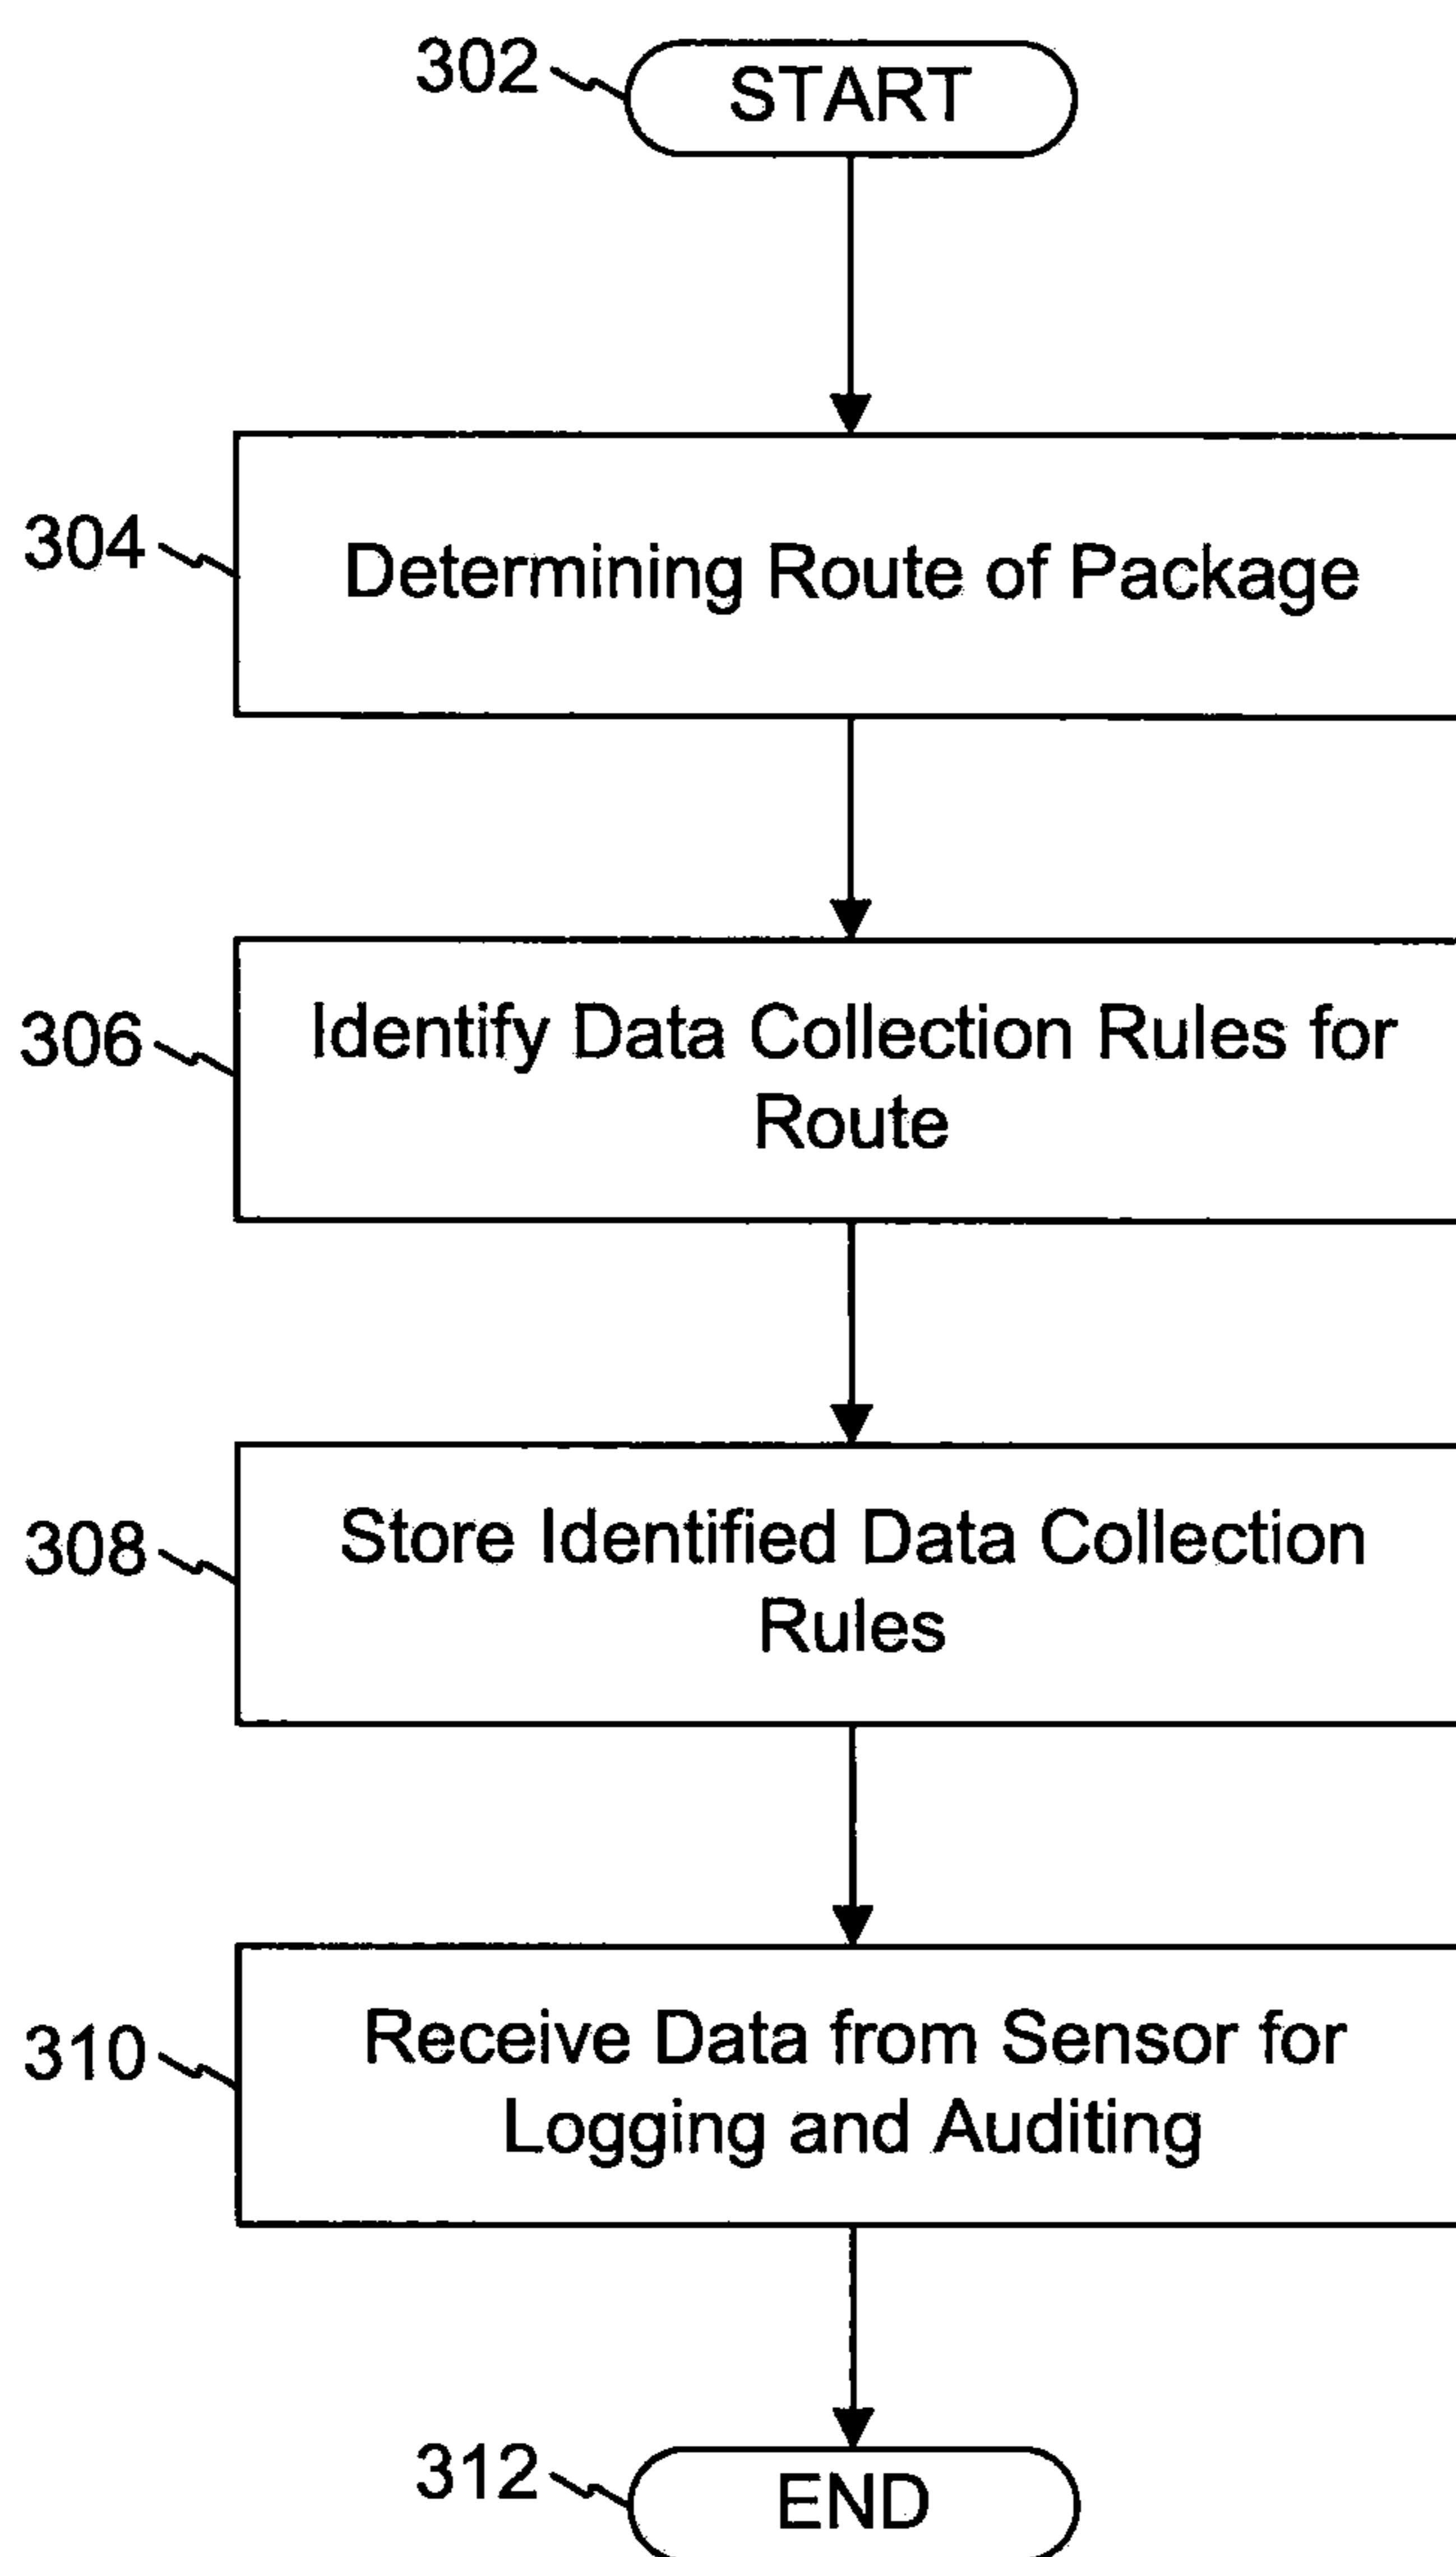 302
START
304
Determining Route of Package
306
Identify Data Collection Rules for
Route
308
Store Identified Data Collection
Rules
310
Receive Data from Sensor for
Logging and Auditing
312
END